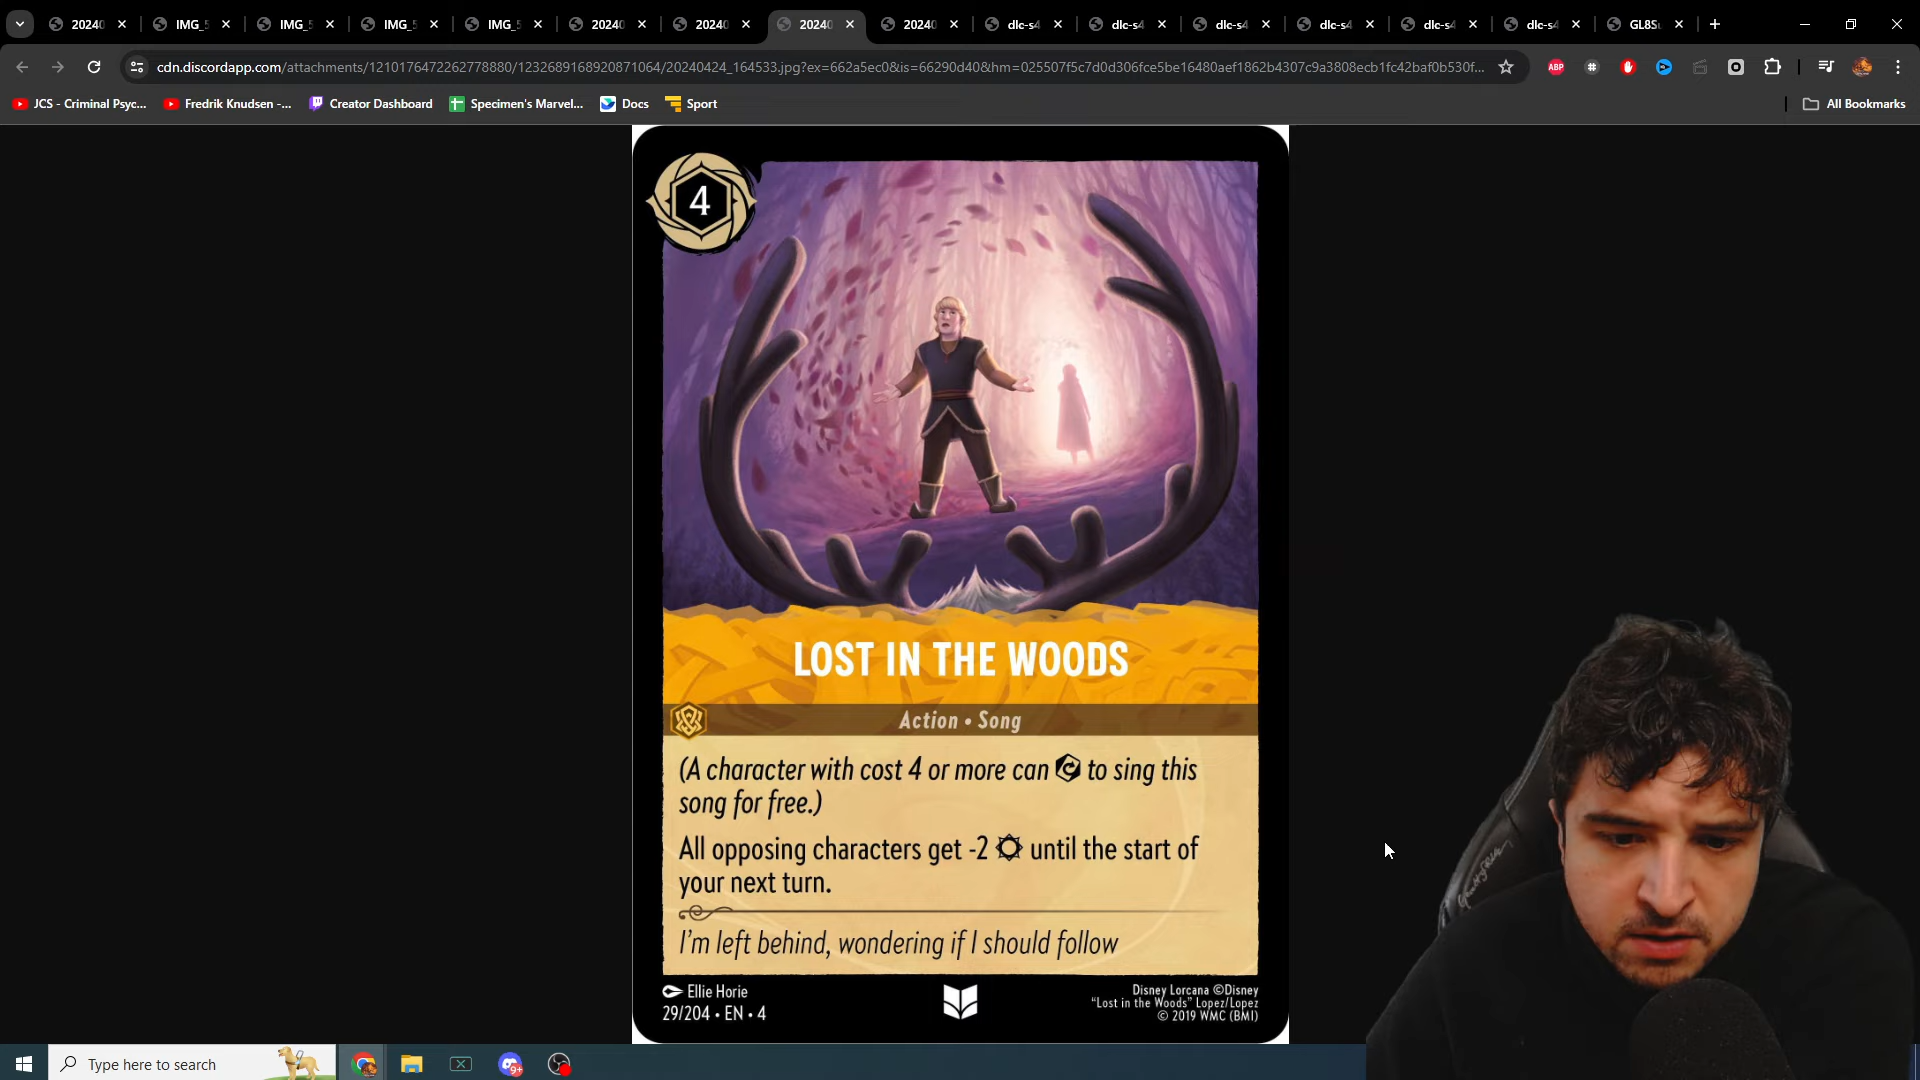 20240
IMG_5
IMG_5
IMG_5
IMG_5
20240
20240
20240
20240
dlc-s4
dlc-s4
dlc-s4
dlc-s4
dlc-s4
dlc-s4
GL8S
cdn.discordapp.com/attachments/1210176472262778880/1232689168920871064/20240424_164533.jpg?ex=662a5ec0&is=66290d40&hm=025507f5c7d0d306fce5be16480aef1862b4307c9a3808ecb1fc42baf0b530f...
ABP
JCS - Criminal Psyc...
Fredrik Knudsen -...
Creator Dashboard
Specimen's Marvel...
Docs
Sport
All Bookmarks
4
LOST IN THE WOODS
Action • Song
(A character with cost 4 or more can to sing this
song for free.)
All opposing characters get -2 until the start of
your next turn.
I'm left behind, wondering if I should follow
Ellie Horie
29/204 • EN • 4
Disney Lorcana ©Disney
"Lost in the Woods" Lopez/Lopez
© 2019 WMC (BMI)
Type here to search
9+